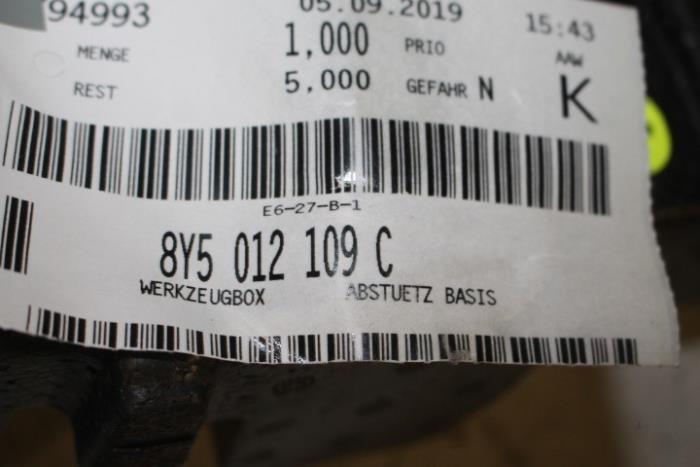 94993 05.09.2019 15:43
MENGE 1,000 PRIO AAW
REST 5,000 GEFAHR N K
E6-27-B-1
8Y5 012 109 C
WERKZEUGBOX ABSTUETZ BASIS